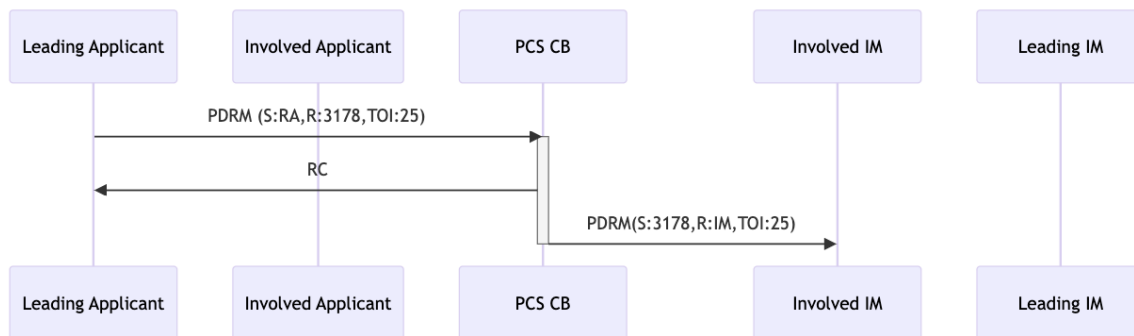 Leading Applicant
Involved Applicant
PCS CB
Involved IM
Leading IM
PDRM (S:RA,R:3178,TOI:25)
RC
PDRM(S:3178,R:IM,TOI:25)
Leading Applicant
Involved Applicant
PCS CB
Involved IM
Leading IM